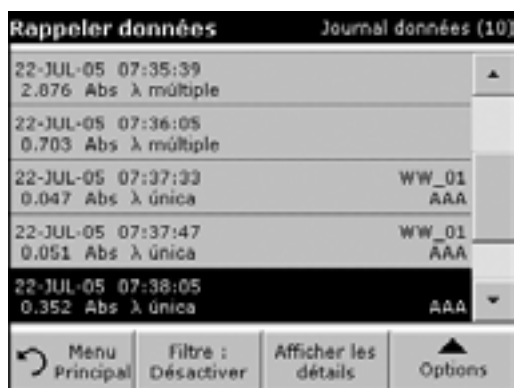 Rappeler données Journal données (10)
22-JUL-05 07:35:39
2.876 Abs λ múltiple
22-JUL-05 07:36:05
0.703 Abs λ múltiple
22-JUL-05 07:37:33 WW_01
0.047 Abs λ única AAA
22-JUL-05 07:37:47 WW_01
0.051 Abs λ única AAA
22-JUL-05 07:38:05
0.352 Abs λ única AAA
Menu Principal
Filtre : Désactiver
Afficher les détails
Options